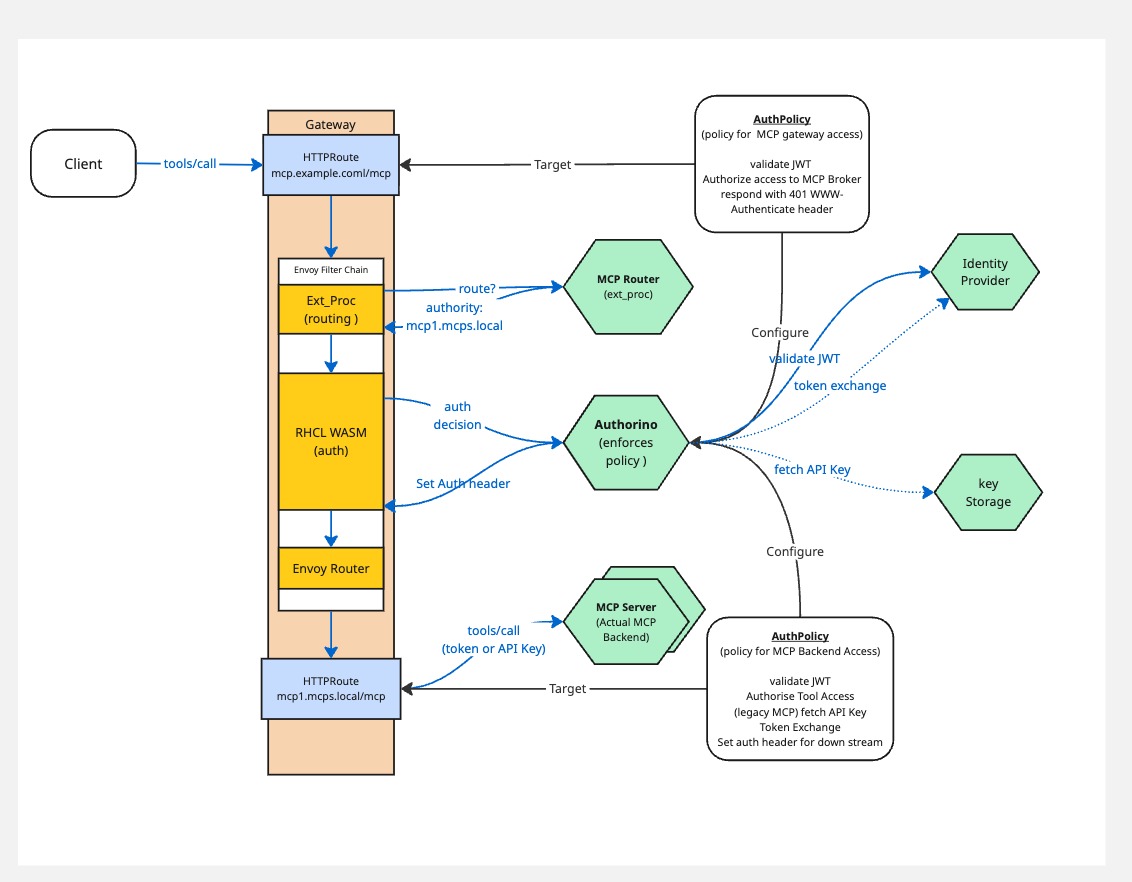 Gateway
Client
tools/call
HTTPRoute
mcp.example.coml/mcp
Target
AuthPolicy
(policy for MCP gateway access)
validate JWT
Authorize access to MCP Broker
respond with 401 WWW-
Authenticate header
Envoy Filter Chain
Ext_Proc
(routing )
route?
authority:
mcp1.mcps.local
MCP Router
(ext_proc)
Identity
Provider
Configure
validate JWT
token exchange
RHCL WASM
(auth)
auth
decision
Set Auth header
Authorino
(enforces
policy )
fetch API Key
key
Storage
Configure
Envoy Router
tools/call
(token or API Key)
MCP Server
(Actual MCP
Backend)
HTTPRoute
mcp1.mcps.local/mcp
Target
AuthPolicy
(policy for MCP Backend Access)
validate JWT
Authorise Tool Access
(legacy MCP) fetch API Key
Token Exchange
Set auth header for down stream